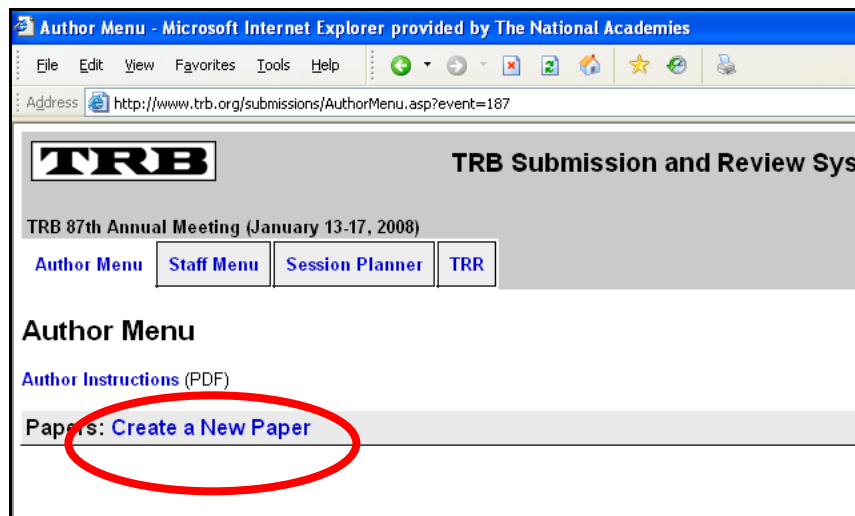 Author Menu - Microsoft Internet Explorer provided by The National Academies
File Edit View Favorites Tools Help
Address http://www.trb.org/submissions/AuthorMenu.asp?event=187
TRB TRB Submission and Review Sys
TRB 87th Annual Meeting (January 13-17, 2008)
Author Menu Staff Menu Session Planner TRR
Author Menu
Author Instructions (PDF)
Papers: Create a New Paper